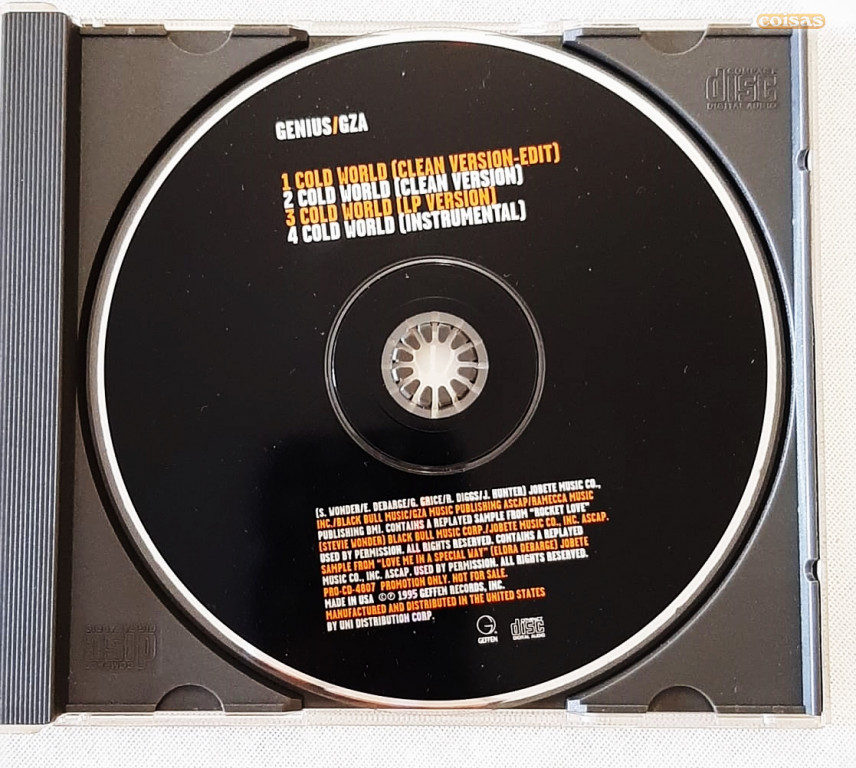 coisas
COMPACT
disc
DIGITAL AUDIO
GENIUS/GZA
1 COLD WORLD (CLEAN VERSION-EDIT)
2 COLD WORLD (CLEAN VERSION)
3 COLD WORLD (LP VERSION)
4 COLD WORLD (INSTRUMENTAL)
(S. WONDER/E. DEBARGE/G. GRICE/R. DIGGS/J. HUNTER) JOBETE MUSIC CO.,
INC./BLACK BULL MUSIC/GZA MUSIC PUBLISHING ASCAP/RAMECCA MUSIC
PUBLISHING BMI. CONTAINS A REPLAYED SAMPLE FROM "ROCKET LOVE"
(STEVIE WONDER) BLACK BULL MUSIC CORP./JOBETE MUSIC CO., INC. ASCAP.
USED BY PERMISSION. ALL RIGHTS RESERVED. CONTAINS A REPLAYED
SAMPLE FROM "LOVE ME IN A SPECIAL WAY" (ELDRA DEBARGE) JOBETE
MUSIC CO., INC. ASCAP. USED BY PERMISSION. ALL RIGHTS RESERVED.
PRO-CD-4807 PROMOTION ONLY. NOT FOR SALE.
MADE IN USA ©℗ 1995 GEFFEN RECORDS, INC.
MANUFACTURED AND DISTRIBUTED IN THE UNITED STATES
BY UNI DISTRIBUTION CORP.
G
GEFFEN
COMPACT
disc
DIGITAL AUDIO
COMPACT
disc
DIGITAL AUDIO